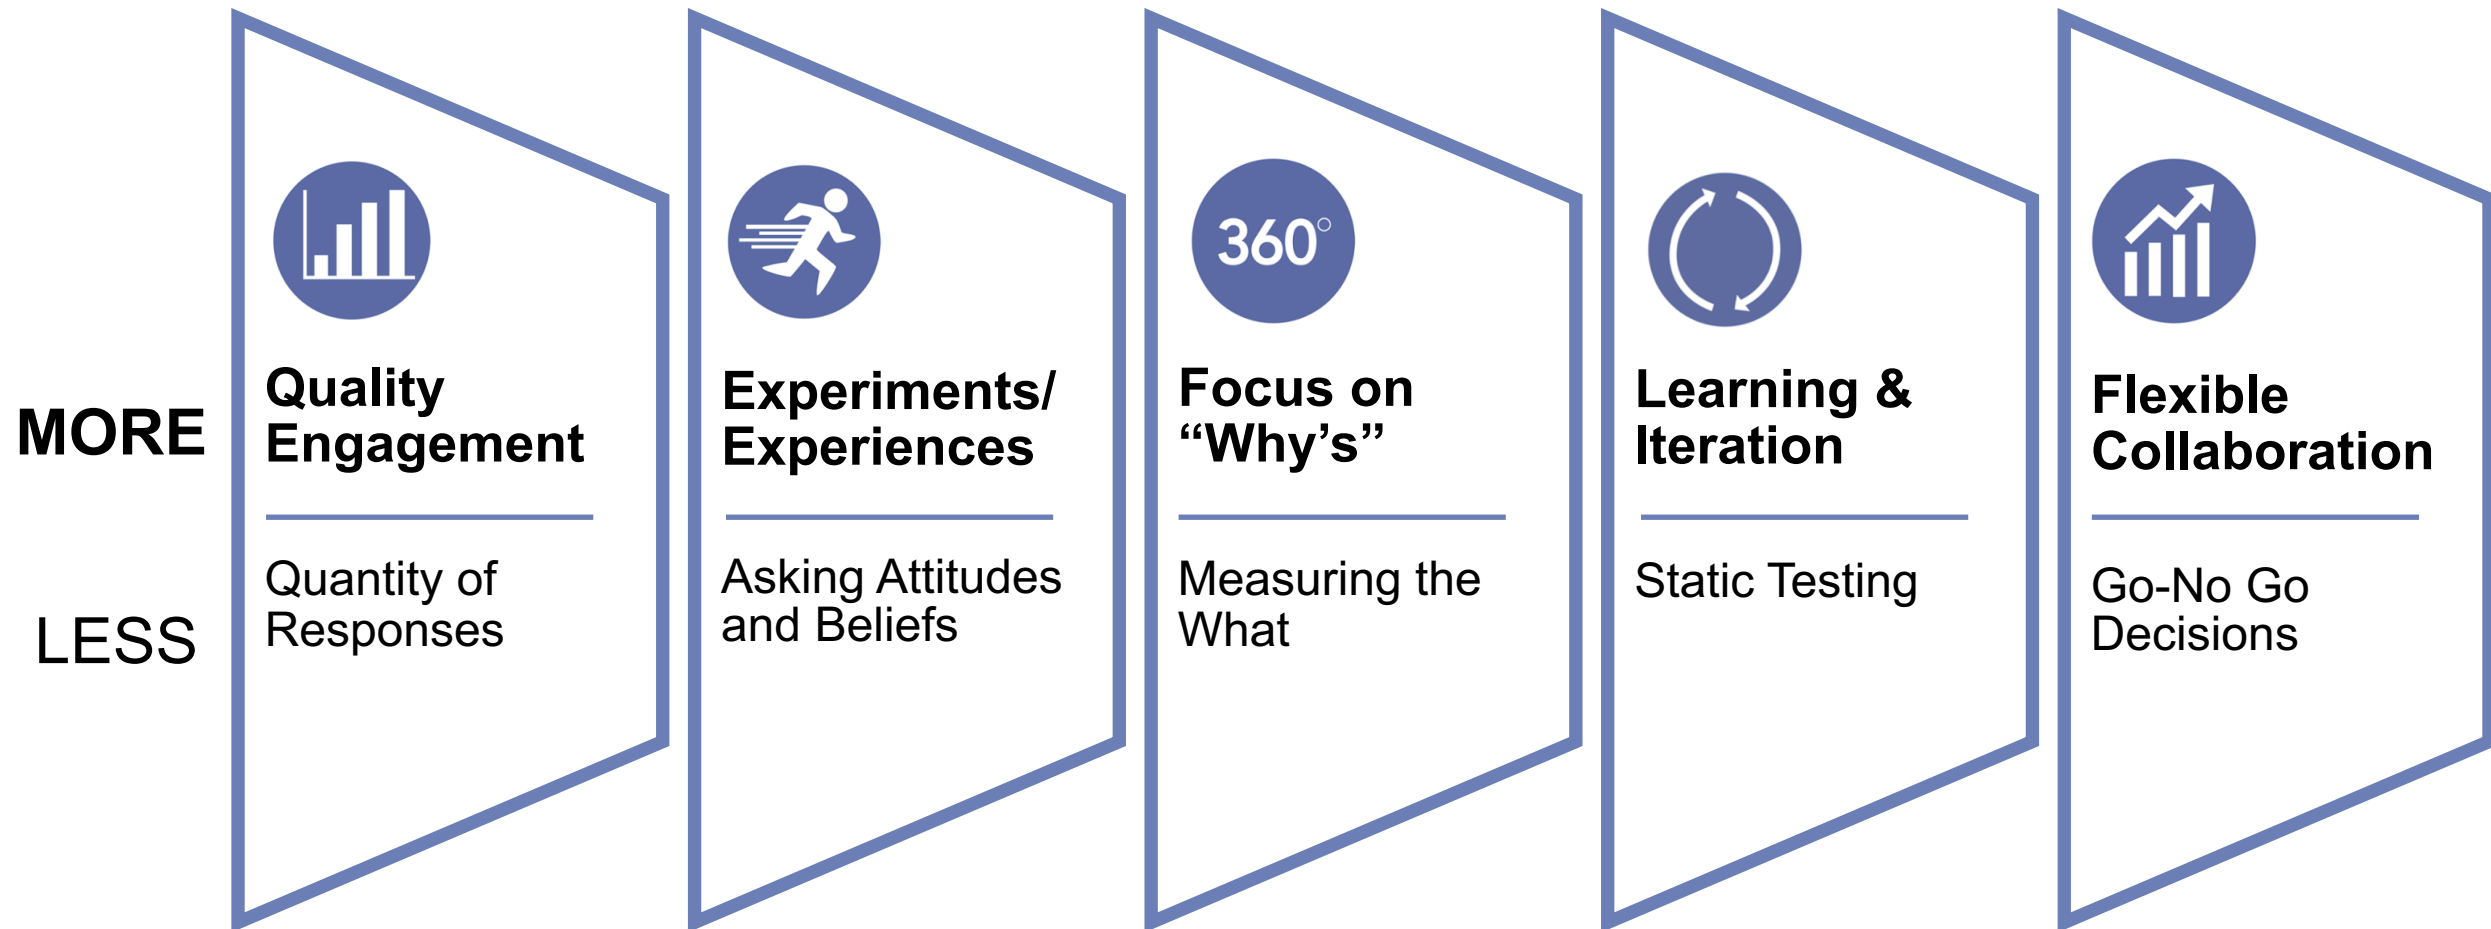 MORE
LESS
Quality
Engagement
Quantity of
Responses
Experiments/
Experiences
Asking Attitudes
and Beliefs
360°
Focus on
“Why’s”
Measuring the
What
Learning &
Iteration
Static Testing
Flexible
Collaboration
Go-No Go
Decisions